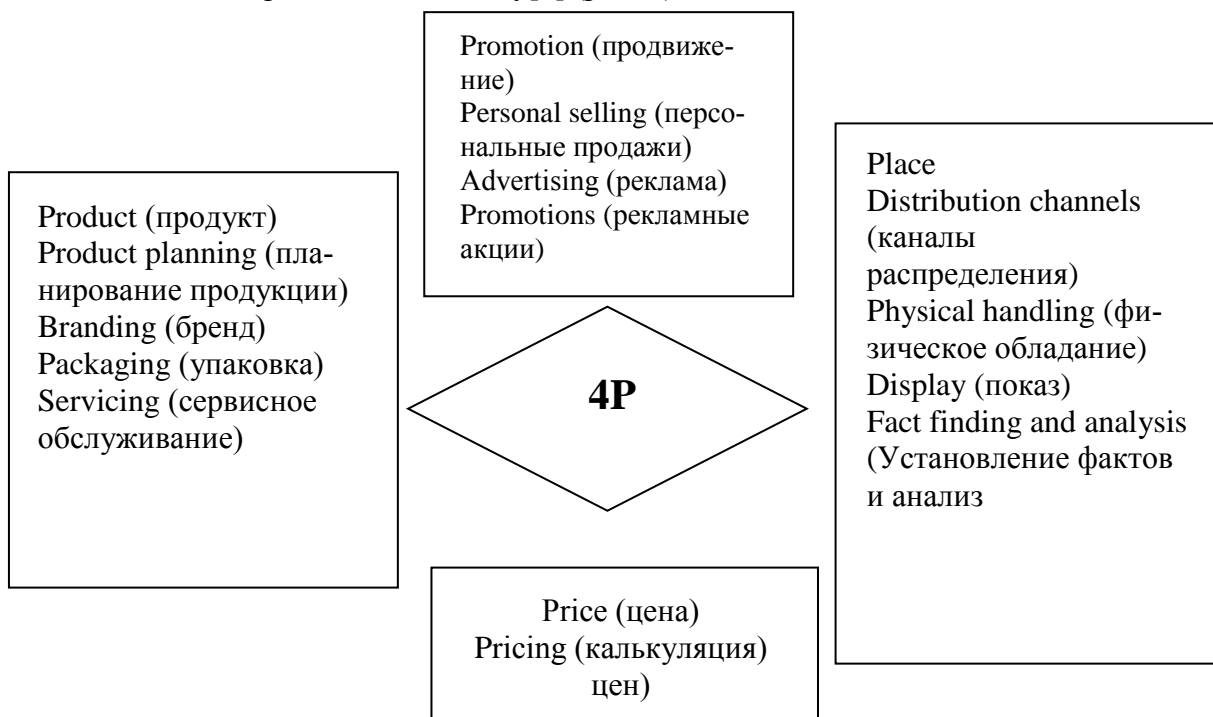 Promotion (продвиже-
ние)
Personal selling (персо-
нальные продажи)
Advertising (реклама)
Promotions (рекламные
акции)
Product (продукт)
Product planning (пла-
нирование продукции)
Branding (бренд)
Packaging (упаковка)
Servicing (сервисное
обслуживание)
4P
Place
Distribution channels
(каналы
распределения)
Physical handling (фи-
зическое обладание)
Display (показ)
Fact finding and analysis
(Установление фактов
и анализ
Price (цена)
Pricing (калькуляция)
цен)